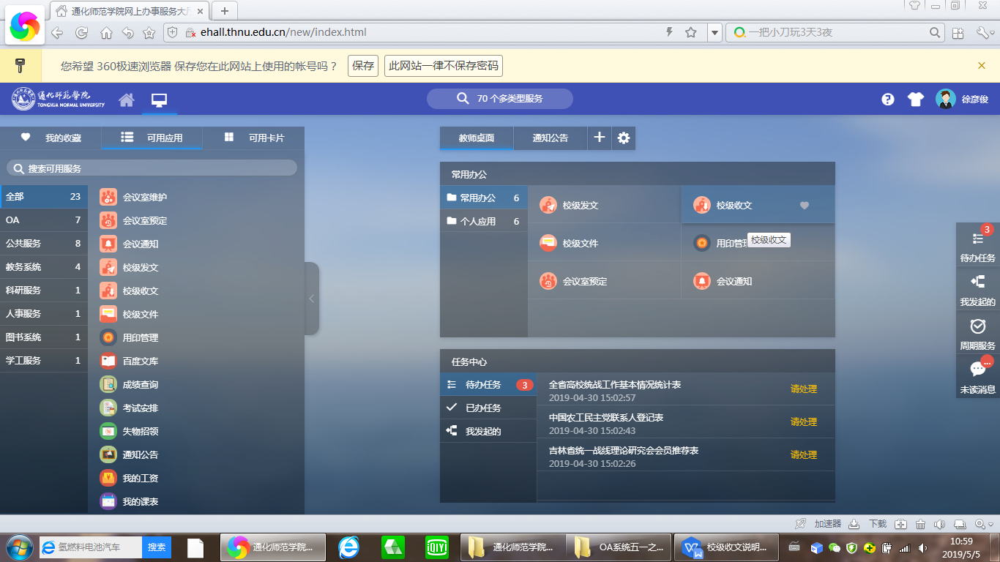 通化师范学院网上办事服务大厅
ehall.thnu.edu.cn/new/index.html
一把小刀玩3天3夜
您希望 360极速浏览器 保存您在此网站上使用的帐号吗？
保存
此网站一律不保存密码
通化师范学院
TONGHUA NORMAL UNIVERSITY
70 个多类型服务
徐彦俊
我的收藏
可用应用
可用卡片
搜索可用服务
全部 23
OA 7
公共服务 8
教务系统 4
科研服务 1
人事服务 1
图书系统 1
学工服务 1
会议室维护
会议室预定
会议通知
校级发文
校级收文
校级文件
用印管理
百度文库
成绩查询
考试安排
失物招领
通知公告
我的工资
我的课表
教师桌面
通知公告
常用办公
常用办公 6
个人应用 6
校级发文
校级收文
校级文件
用印管
校级收文
会议室预定
会议通知
任务中心
待办任务 3
已办任务
我发起的
全省高校统战工作基本情况统计表
2019-04-30 15:02:57
请处理
中国农工民主党联系人登记表
2019-04-30 15:02:43
请处理
吉林省统一战线理论研究会会员推荐表
2019-04-30 15:02:26
请处理
3
待办任务
我发起的
周期服务
...
未读消息
加速器
下载
氢燃料电池汽车
搜索
通化师范学院...
QIYI
通化师范学院...
OA系统五一之...
校级收文说明...
10:59
2019/5/5